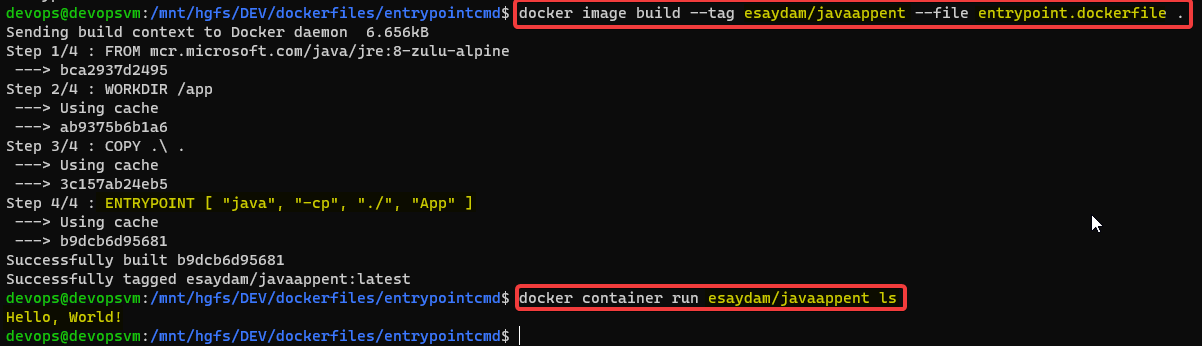 devops@devopsvm:/mnt/hgfs/DEV/dockerfiles/entrypointcmd$ docker image build --tag esaydam/javaappent --file entrypoint.dockerfile .
Sending build context to Docker daemon  6.656kB
Step 1/4 : FROM mcr.microsoft.com/java/jre:8-zulu-alpine
 ---> bca2937d2495
Step 2/4 : WORKDIR /app
 ---> Using cache
 ---> ab9375b6b1a6
Step 3/4 : COPY .\ .
 ---> Using cache
 ---> 3c157ab24eb5
Step 4/4 : ENTRYPOINT [ "java", "-cp", "./", "App" ]
 ---> Using cache
 ---> b9dcb6d95681
Successfully built b9dcb6d95681
Successfully tagged esaydam/javaappent:latest
devops@devopsvm:/mnt/hgfs/DEV/dockerfiles/entrypointcmd$ docker container run esaydam/javaappent ls
Hello, World!
devops@devopsvm:/mnt/hgfs/DEV/dockerfiles/entrypointcmd$